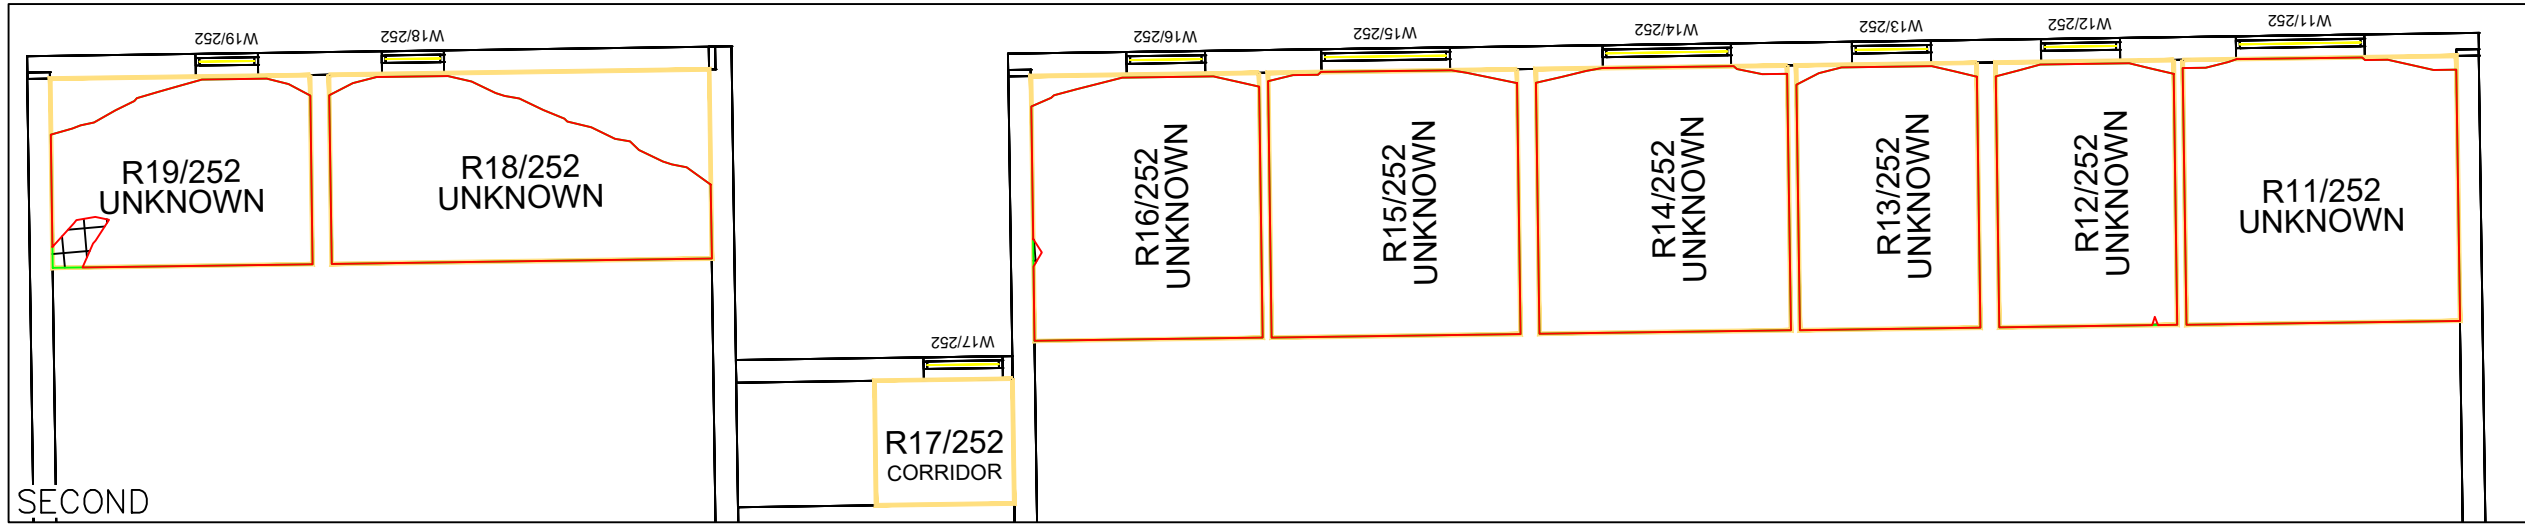 W19/252
W18/252
W16/252
W15/252
W14/252
W13/252
W12/252
W11/252
R19/252
UNKNOWN
R18/252
UNKNOWN
R16/252
UNKNOWN
R15/252
UNKNOWN
R14/252
UNKNOWN
R13/252
UNKNOWN
R12/252
UNKNOWN
R11/252
UNKNOWN
W17/252
R17/252
CORRIDOR
SECOND